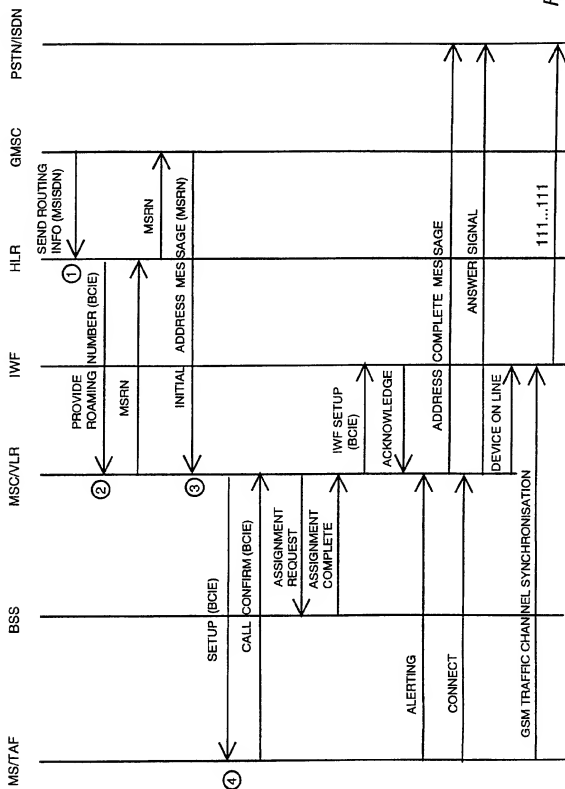 MS/TAF
BSS
MSC/VLR
IWF
HLR
GMSC
PSTN/ISDN
SEND ROUTING
INFO (MSISDN)
1
PROVIDE
ROAMING NUMBER (BCIE)
2
MSRN
MSRN
INITIAL ADDRESS MESSAGE (MSRN)
3
SETUP (BCIE)
4
CALL CONFIRM (BCIE)
ASSIGNMENT
REQUEST
ASSIGNMENT
COMPLETE
IWF SETUP
(BCIE)
ACKNOWLEDGE
ALERTING
ADDRESS COMPLETE MESSAGE
CONNECT
ANSWER SIGNAL
DEVICE ON LINE
GSM TRAFFIC CHANNEL SYNCHRONISATION
111...111